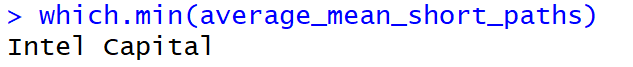 > which.min(average_mean_short_paths)
Intel Capital